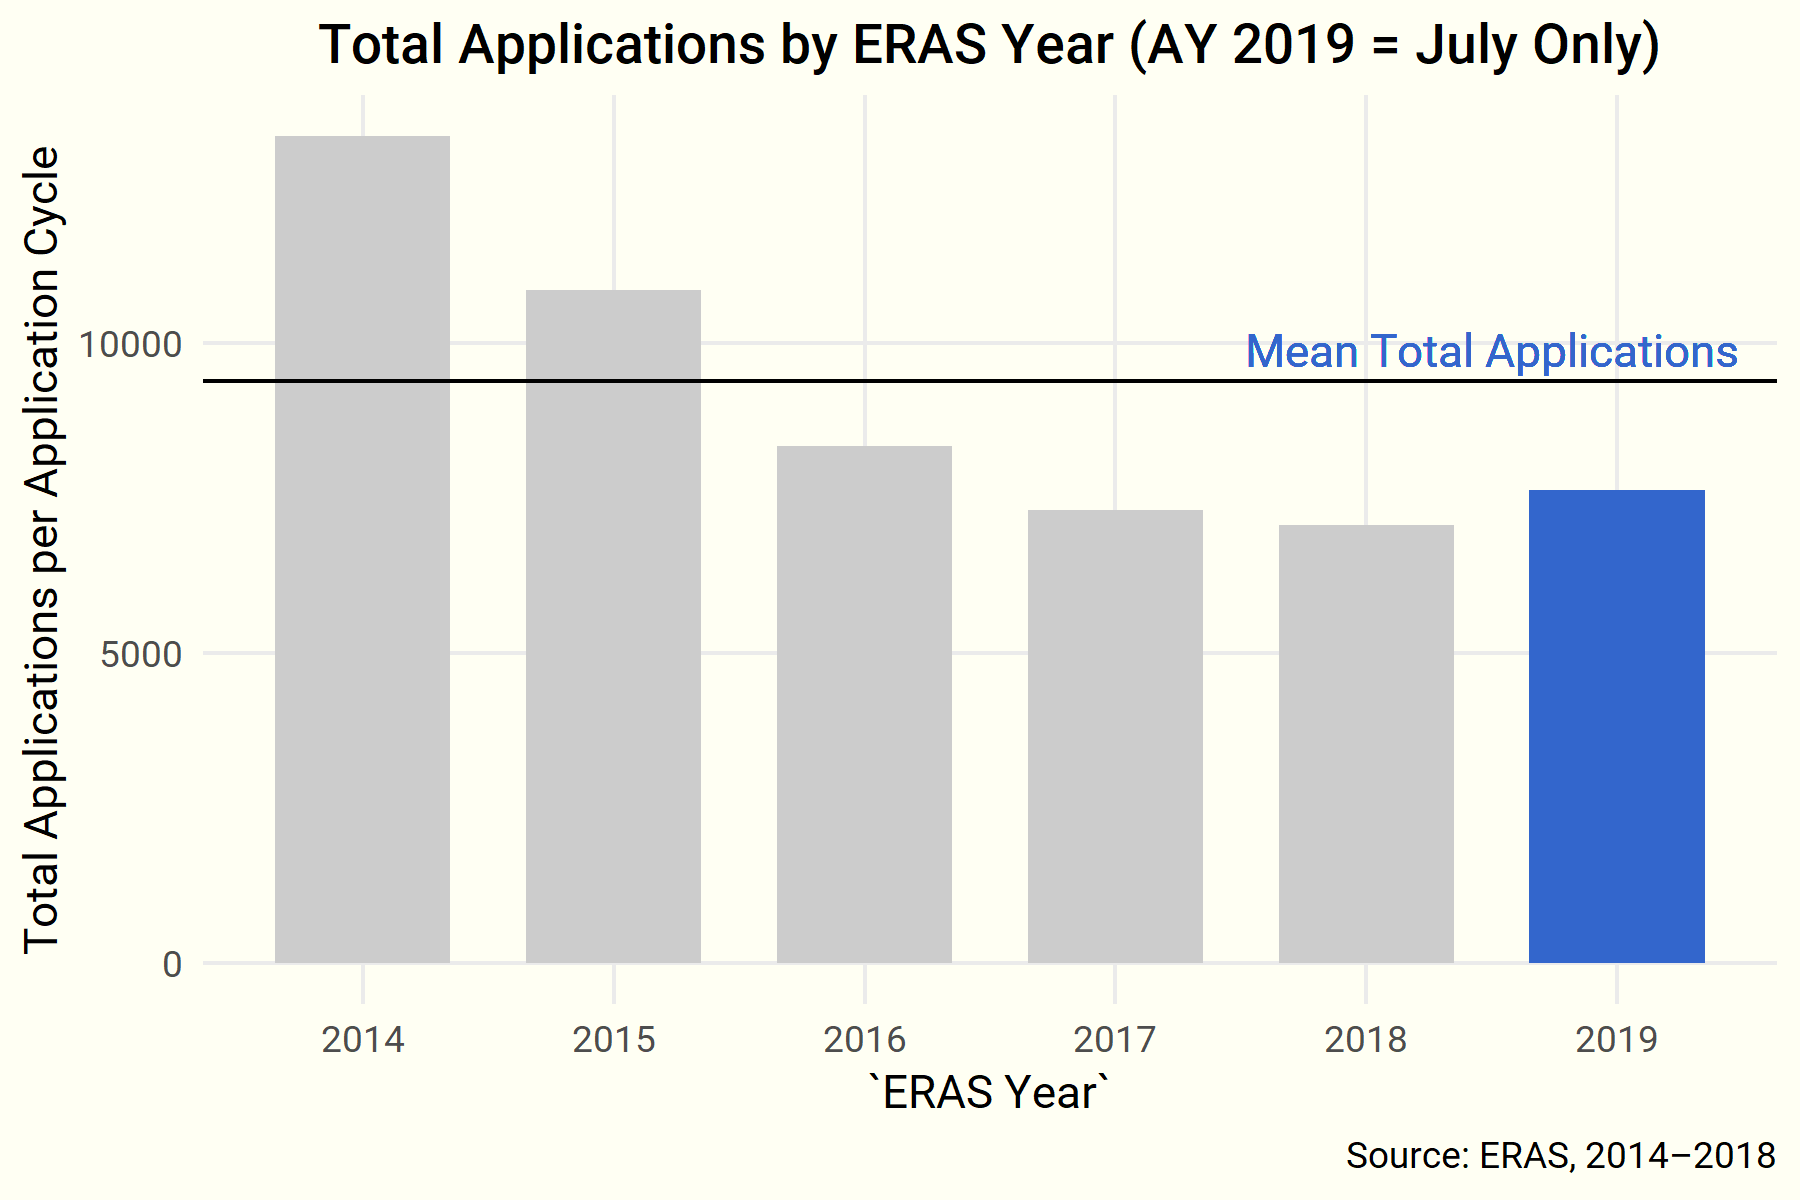 Total Applications by ERAS Year (AY 2019 = July Only)
Total Applications per Application Cycle
10000
5000
0
Mean Total Applications
2014 2015 2016 2017 2018 2019
`ERAS Year`
Source: ERAS, 2014–2018